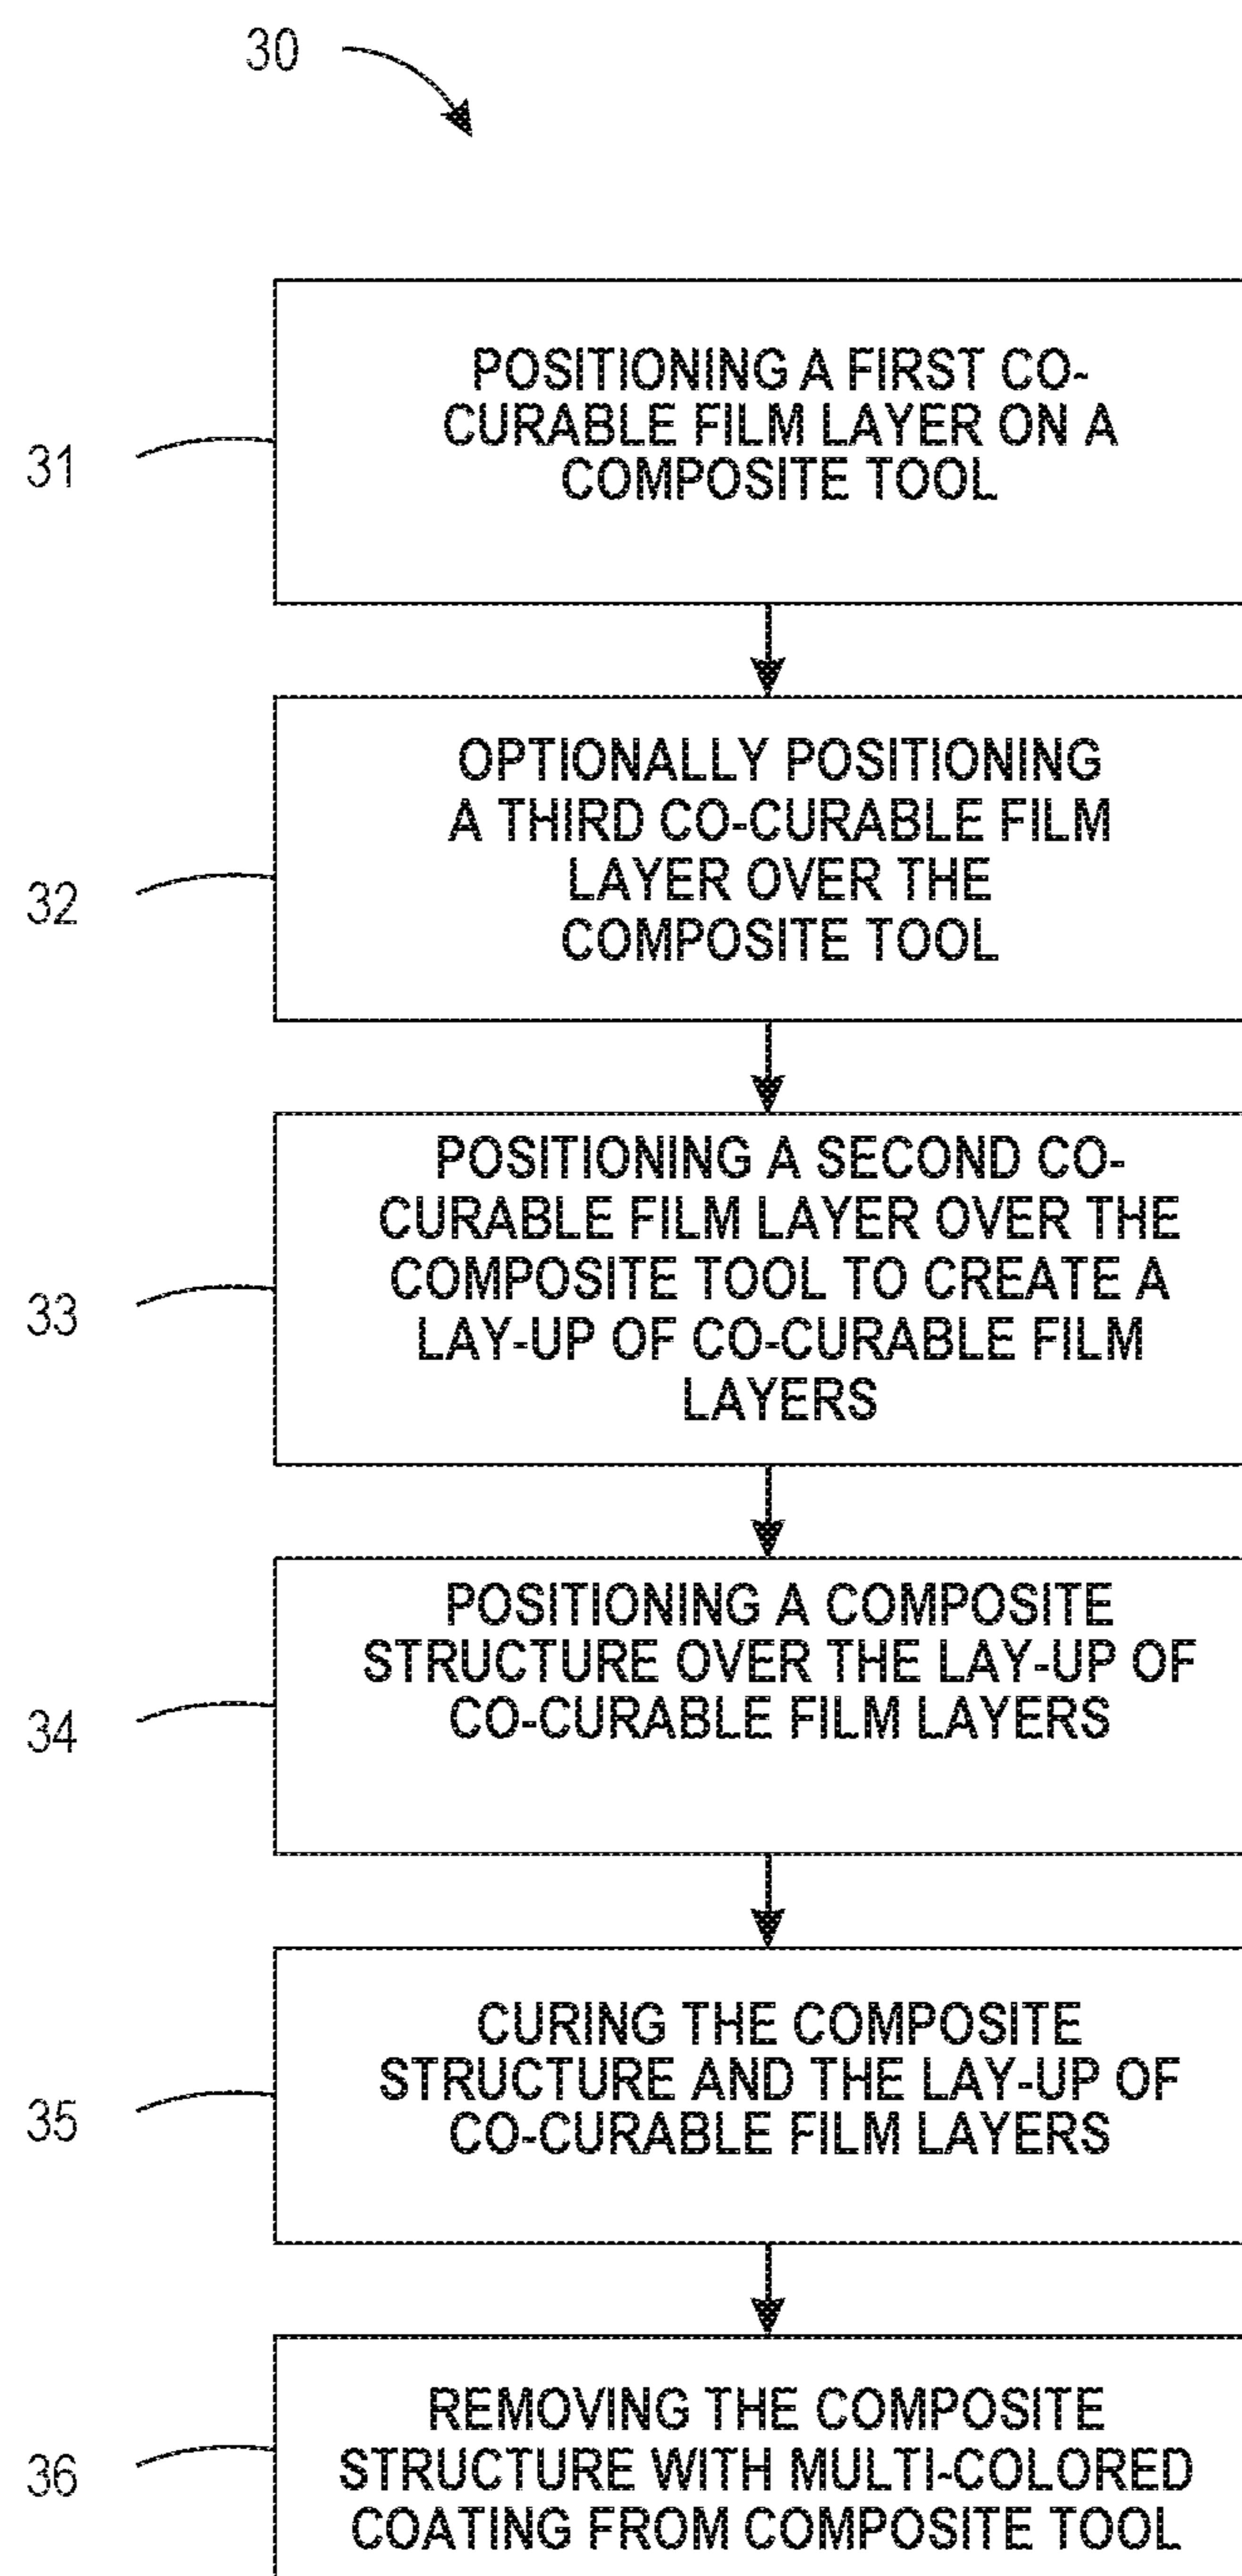 30
31
POSITIONING A FIRST CO-
CURABLE FILM LAYER ON A
COMPOSITE TOOL
32
OPTIONALLY POSITIONING
A THIRD CO-CURABLE FILM
LAYER OVER THE
COMPOSITE TOOL
33
POSITIONING A SECOND CO-
CURABLE FILM LAYER OVER THE
COMPOSITE TOOL TO CREATE A
LAY-UP OF CO-CURABLE FILM
LAYERS
34
POSITIONING A COMPOSITE
STRUCTURE OVER THE LAY-UP OF
CO-CURABLE FILM LAYERS
35
CURING THE COMPOSITE
STRUCTURE AND THE LAY-UP OF
CO-CURABLE FILM LAYERS
36
REMOVING THE COMPOSITE
STRUCTURE WITH MULTI-COLORED
COATING FROM COMPOSITE TOOL